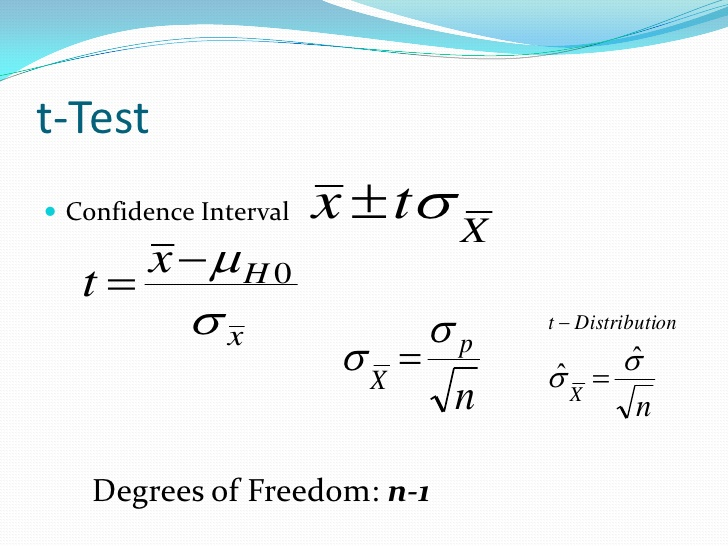 t-Test
• Confidence Interval x̅ ± tσ_X̅
t = (x̅ − μ_H0) / σ_x̅
σ_X̅ = σ_p / √n
t − Distribution
σ̂_X̅ = σ̂ / √n
Degrees of Freedom: n-1